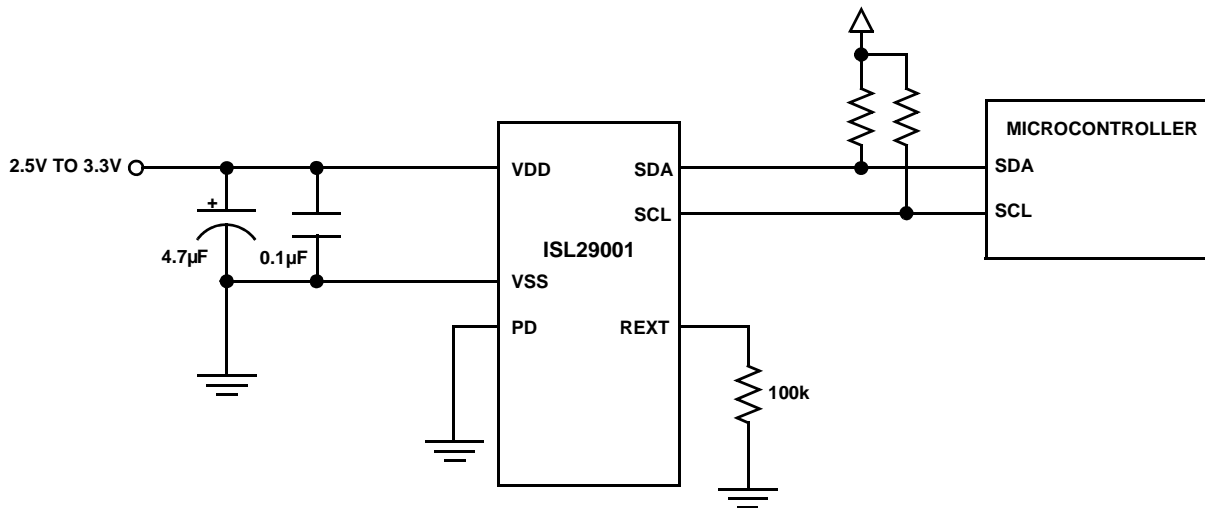 MICROCONTROLLER
2.5V TO 3.3V
VDD
SDA
SDA
SCL
SCL
+
4.7µF
0.1µF
ISL29001
VSS
PD
REXT
100k